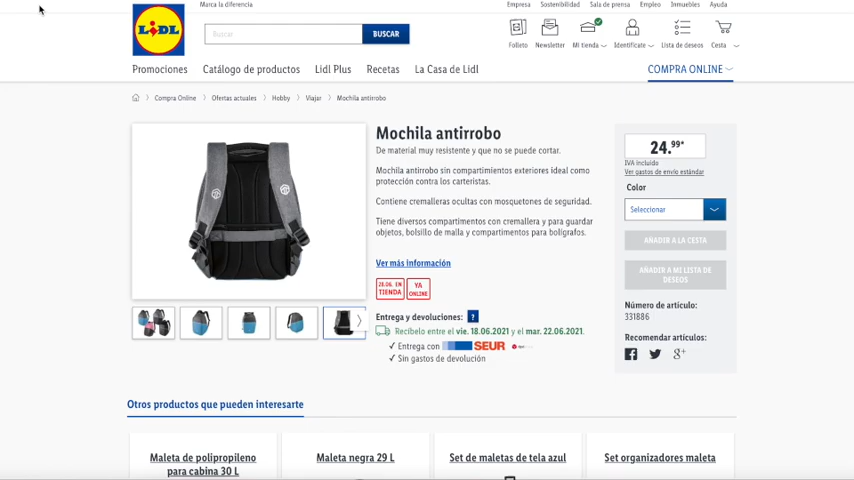 Marca la diferencia
Empresa Sostenibilidad Sala de prensa Empleo Inmuebles Ayuda
LIDL
Buscar
BUSCAR
Folleto Newsletter Mi tienda Identifícate Lista de deseos Cesta
Promociones Catálogo de productos Lidl Plus Recetas La Casa de Lidl
COMPRA ONLINE
Compra Online Ofertas actuales Hobby Viajar Mochila antirrobo
Mochila antirrobo
De material muy resistente y que no se puede cortar.
Mochila antirrobo sin compartimentos exteriores ideal como
protección contra los carteristas.
Contiene cremalleras ocultas con mosquetones de seguridad.
Tiene diversos compartimentos con cremallera y para guardar
objetos, bolsillo de malla y compartimentos para bolígrafos.
Ver más información
28.06. EN
TIENDA
YA
ONLINE
Entrega y devoluciones: ?
Recíbelo entre el vie. 18.06.2021 y el mar. 22.06.2021.
✓ Entrega con SEUR
✓ Sin gastos de devolución
24.99*
IVA incluido
Ver gastos de envío estándar
Color
Seleccionar
AÑADIR A LA CESTA
AÑADIR A MI LISTA DE
DESEOS
Número de artículo:
331886
Recomendar artículos:
Otros productos que pueden interesarte
Maleta de polipropileno
para cabina 30 L
Maleta negra 29 L
Set de maletas de tela azul
Set organizadores maleta